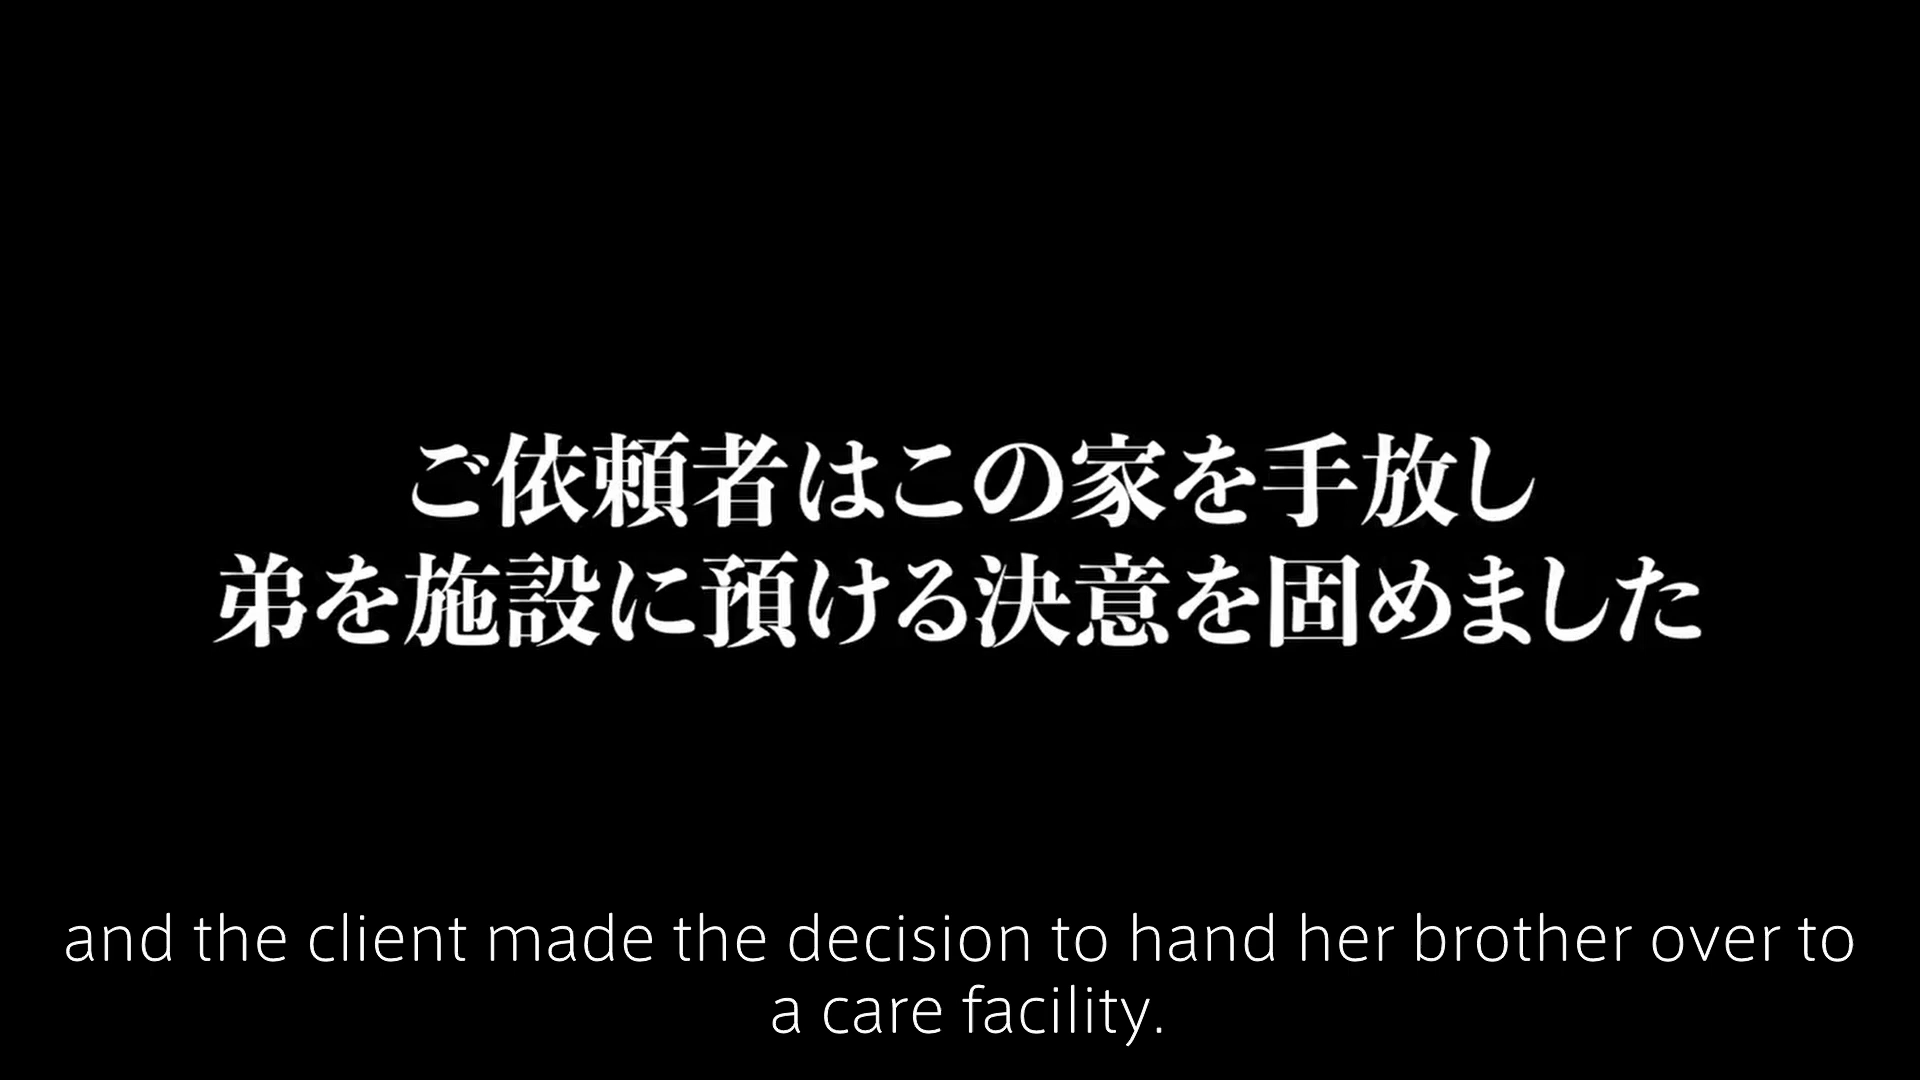 ご依頼者はこの家を手放し
弟を施設に預ける決意を固めました
and the client made the decision to hand her brother over to
a care facility.